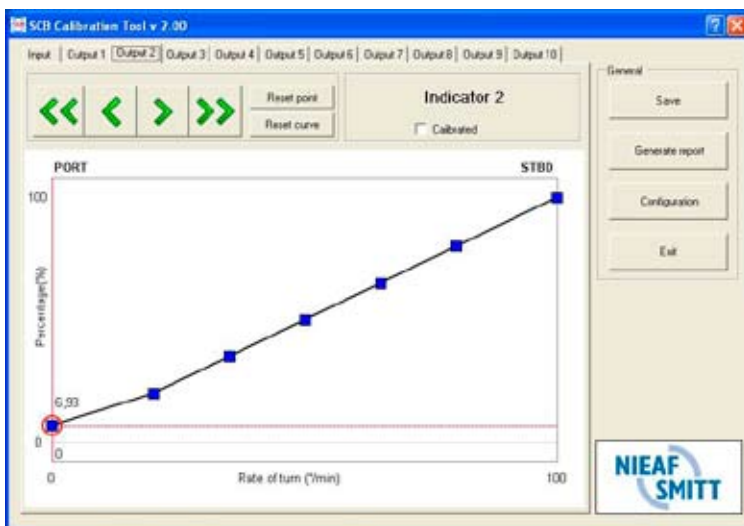 SCB Calibration Tool v 2.00
Input Output 1 Output 2 Output 3 Output 4 Output 5 Output 6 Output 7 Output 8 Output 9 Output 10
Reset point
Reset curve
Indicator 2
Calibrated
General
Save
Generate report
Configuration
Exit
PORT STBD
100
Percentage(%)
6,93
0
0
0 Rate of turn (°/min) 100
NIEAF
SMITT